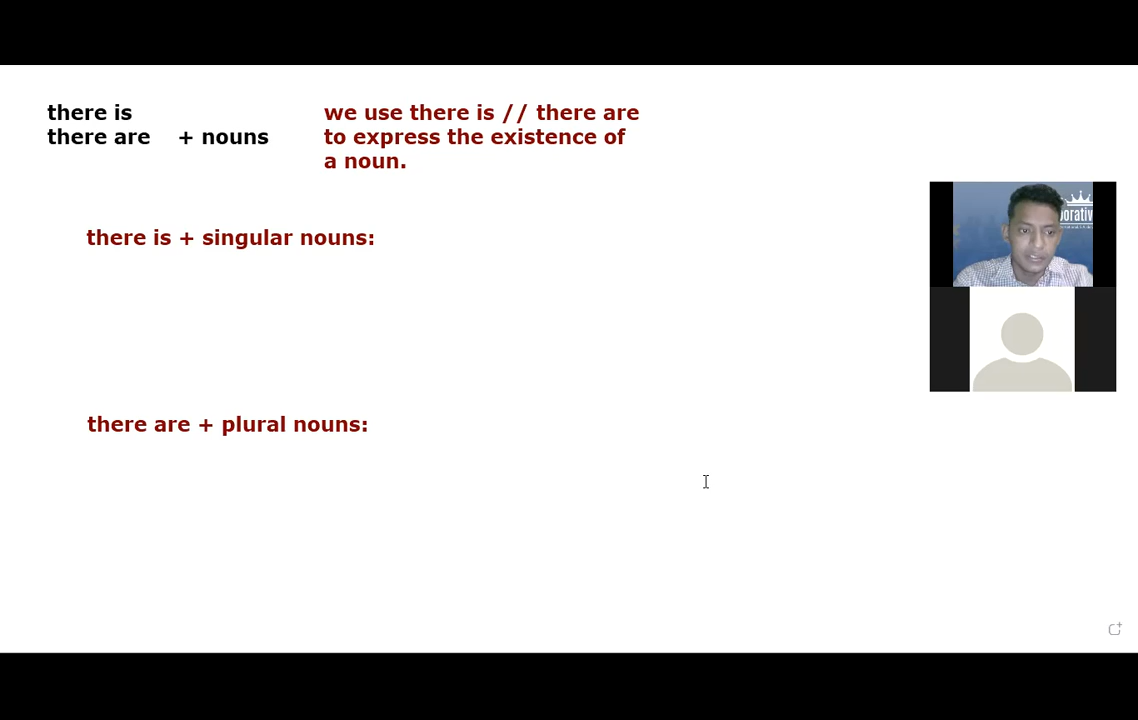 there is
there are + nouns
we use there is // there are
to express the existence of
a noun.
there is + singular nouns:
there are + plural nouns:
orativ